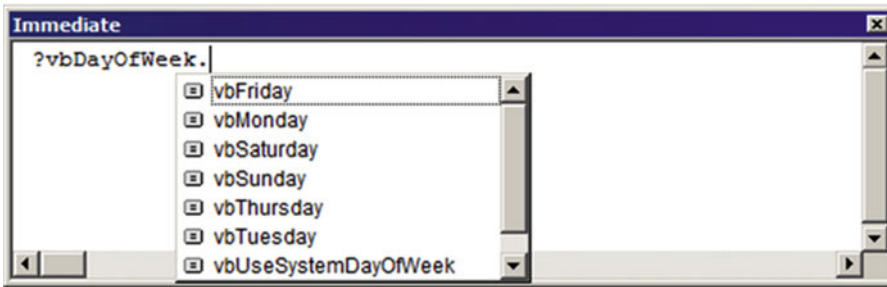 Immediate
?vbDayOfWeek.
vbFriday
vbMonday
vbSaturday
vbSunday
vbThursday
vbTuesday
vbUseSystemDayOfWeek